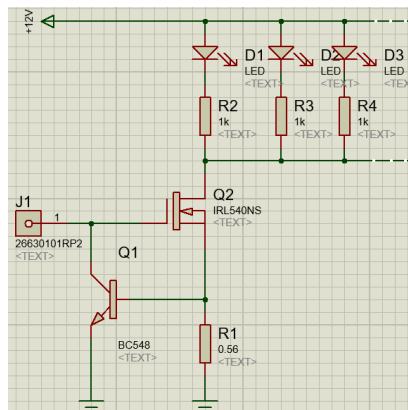 +12V
D1
LED
<TEXT>
D2
LED
<TEXT>
D3
LED
<TEXT>
R2
1k
<TEXT>
R3
1k
<TEXT>
R4
1k
<TEXT>
J1
1
26630101RP2
<TEXT>
Q2
IRL540NS
<TEXT>
Q1
BC548
<TEXT>
R1
0.56
<TEXT>